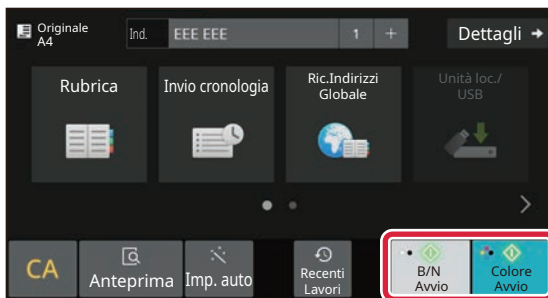 Originale
A4
Ind.
EEE EEE
1
+
Dettagli
Rubrica
Invio cronologia
Ric.Indirizzi
Globale
Unità loc./
USB
CA
Anteprima
Imp. auto
Recenti
Lavori
B/N
Avvio
Colore
Avvio